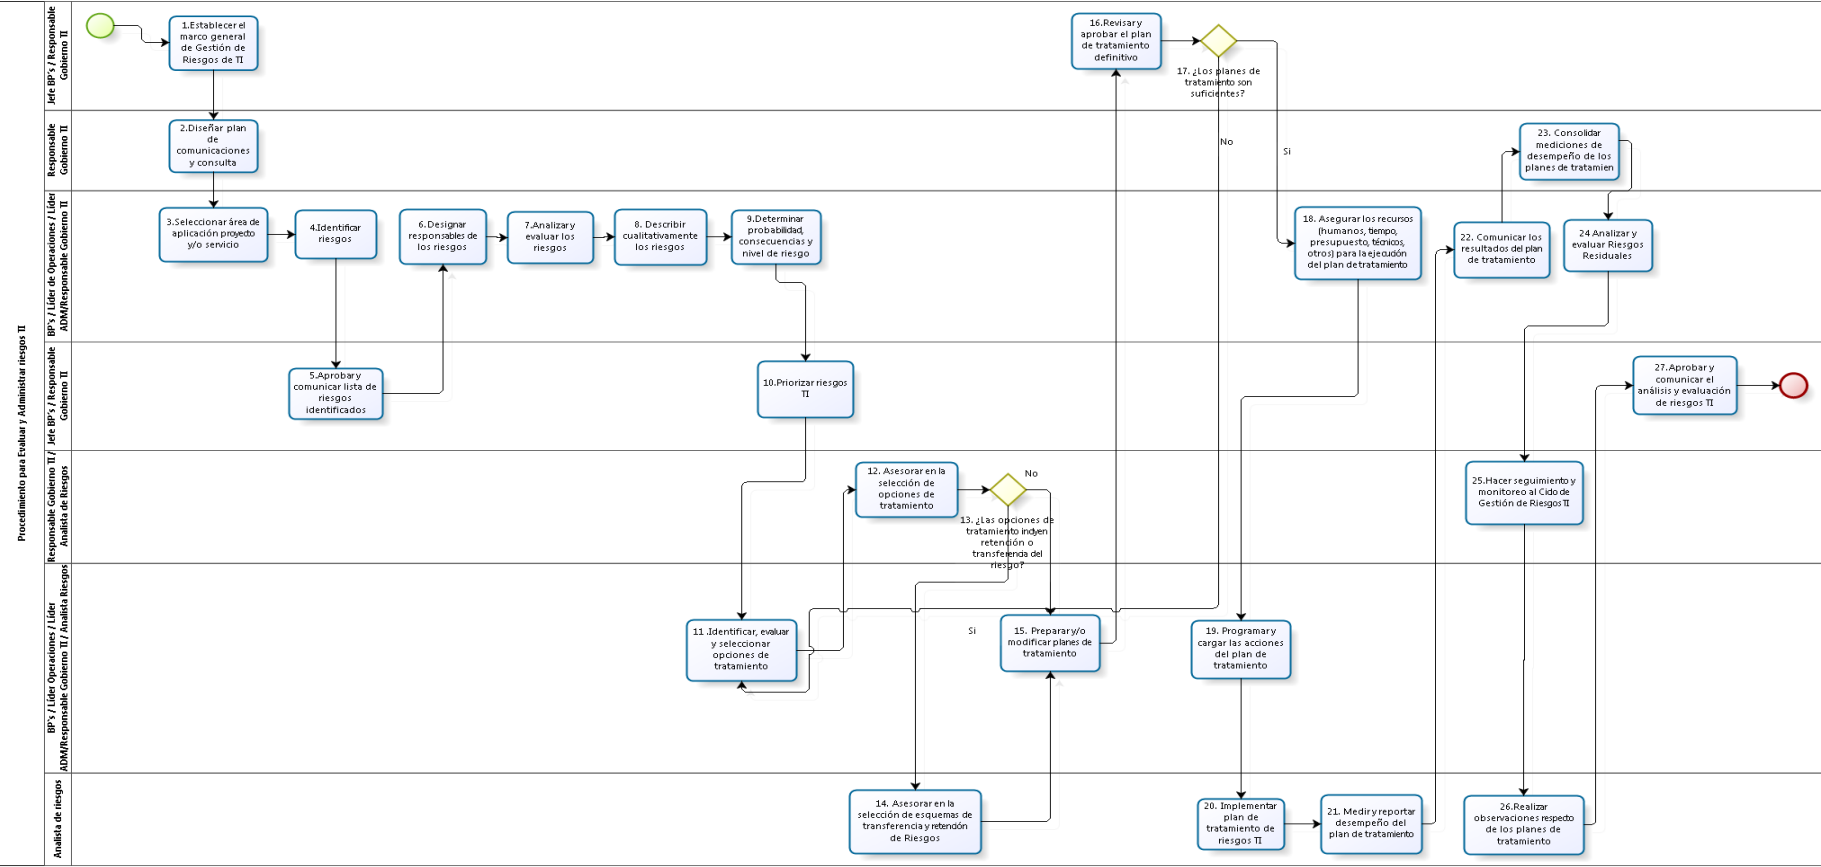 Procedimiento para Evaluar y Administrar riesgos TI
Jefe BP's / Responsable
Gobierno TI
1.Establecer el
marco general
de Gestión de
Riesgos de TI
16.Revisar y
aprobar el plan
de tratamiento
definitivo
17. ¿Los planes de
tratamiento son
suficientes?
No
Si
Responsable
Gobierno TI
2.Diseñar plan
de
comunicaciones
y consulta
23. Consolidar
mediciones de
desempeño de los
planes de tratamien
BP's / Líder de Operaciones / Líder
ADM/Responsable Gobierno TI
3.Seleccionar área de
aplicación proyecto
y/o servicio
4.Identificar
riesgos
6.Designar
responsables de
los riesgos
7.Analizar y
evaluar los
riesgos
8. Describir
cualitativamente
los riesgos
9.Determinar
probabilidad,
consecuencias y
nivel de riesgo
18. Asegurar los recursos
(humanos, tiempo,
presupuesto, técnicos,
otros) para la ejecución
del plan de tratamiento
22. Comunicar los
resultados del plan
de tratamiento
24 Analizar y
evaluar Riesgos
Residuales
Jefe BP's / Responsable
Gobierno TI
5.Aprobar y
comunicar lista de
riesgos
identificados
10.Priorizar riesgos
TI
27.Aprobar y
comunicar el
análisis y evaluación
de riesgos TI
Responsable Gobierno TI /
Analista de Riesgos
12. Asesorar en la
selección de
opciones de
tratamiento
No
13. ¿Las opciones de
tratamiento indyen
retención o
transferencia del
riesgo?
25.Hacer seguimiento y
monitoreo al Ciclo de
Gestión de Riesgos TI
BP's / Líder Operaciones / Líder
ADM/Responsable Gobierno TI / Analista Riesgos
11.Identificar, evaluar
y seleccionar
opciones de
tratamiento
Si
15. Preparar y/o
modificar planes de
tratamiento
19. Programar y
cargar las acciones
del plan de
tratamiento
Analista de riesgos
14. Asesorar en la
selección de esquemas de
transferencia y retención
de Riesgos
20. Implementar
plan de
tratamiento de
riesgos TI
21. Medir y reportar
desempeño del
plan de tratamiento
26.Realizar
observaciones respecto
de los planes de
tratamiento